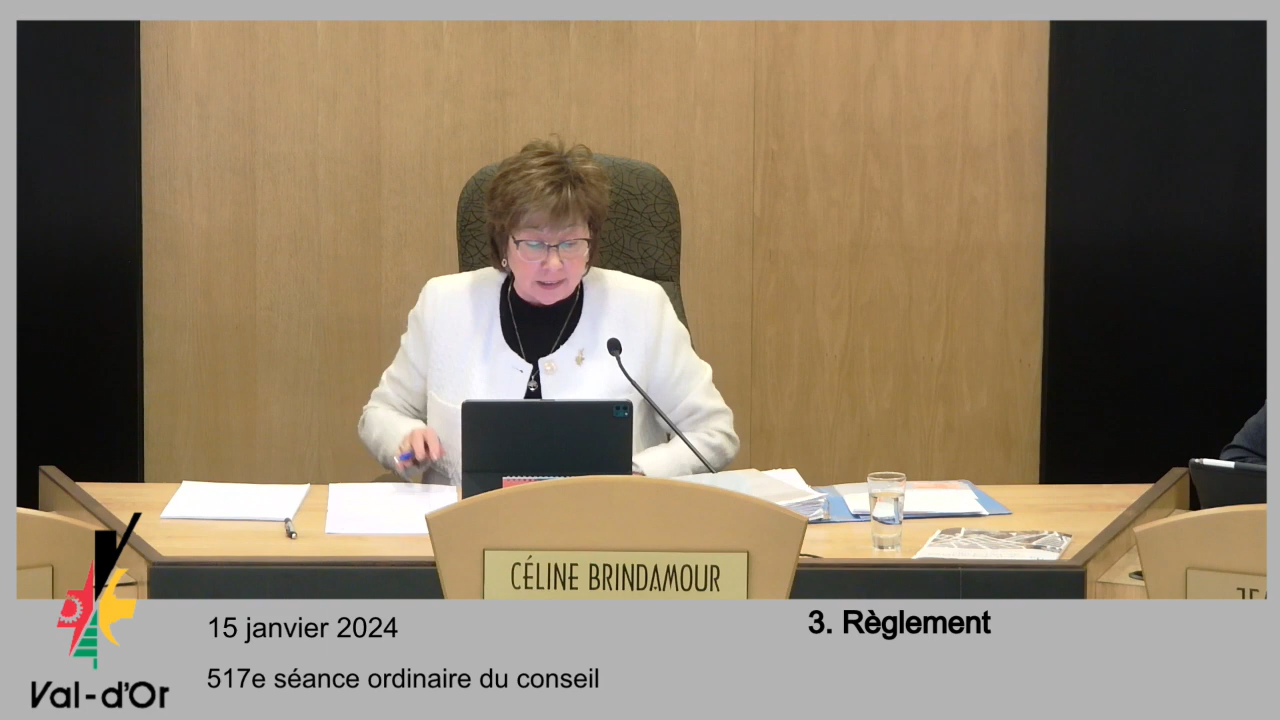 CÉLINE BRINDAMOUR
15 janvier 2024
3. Règlement
517e séance ordinaire du conseil
Val-d'Or